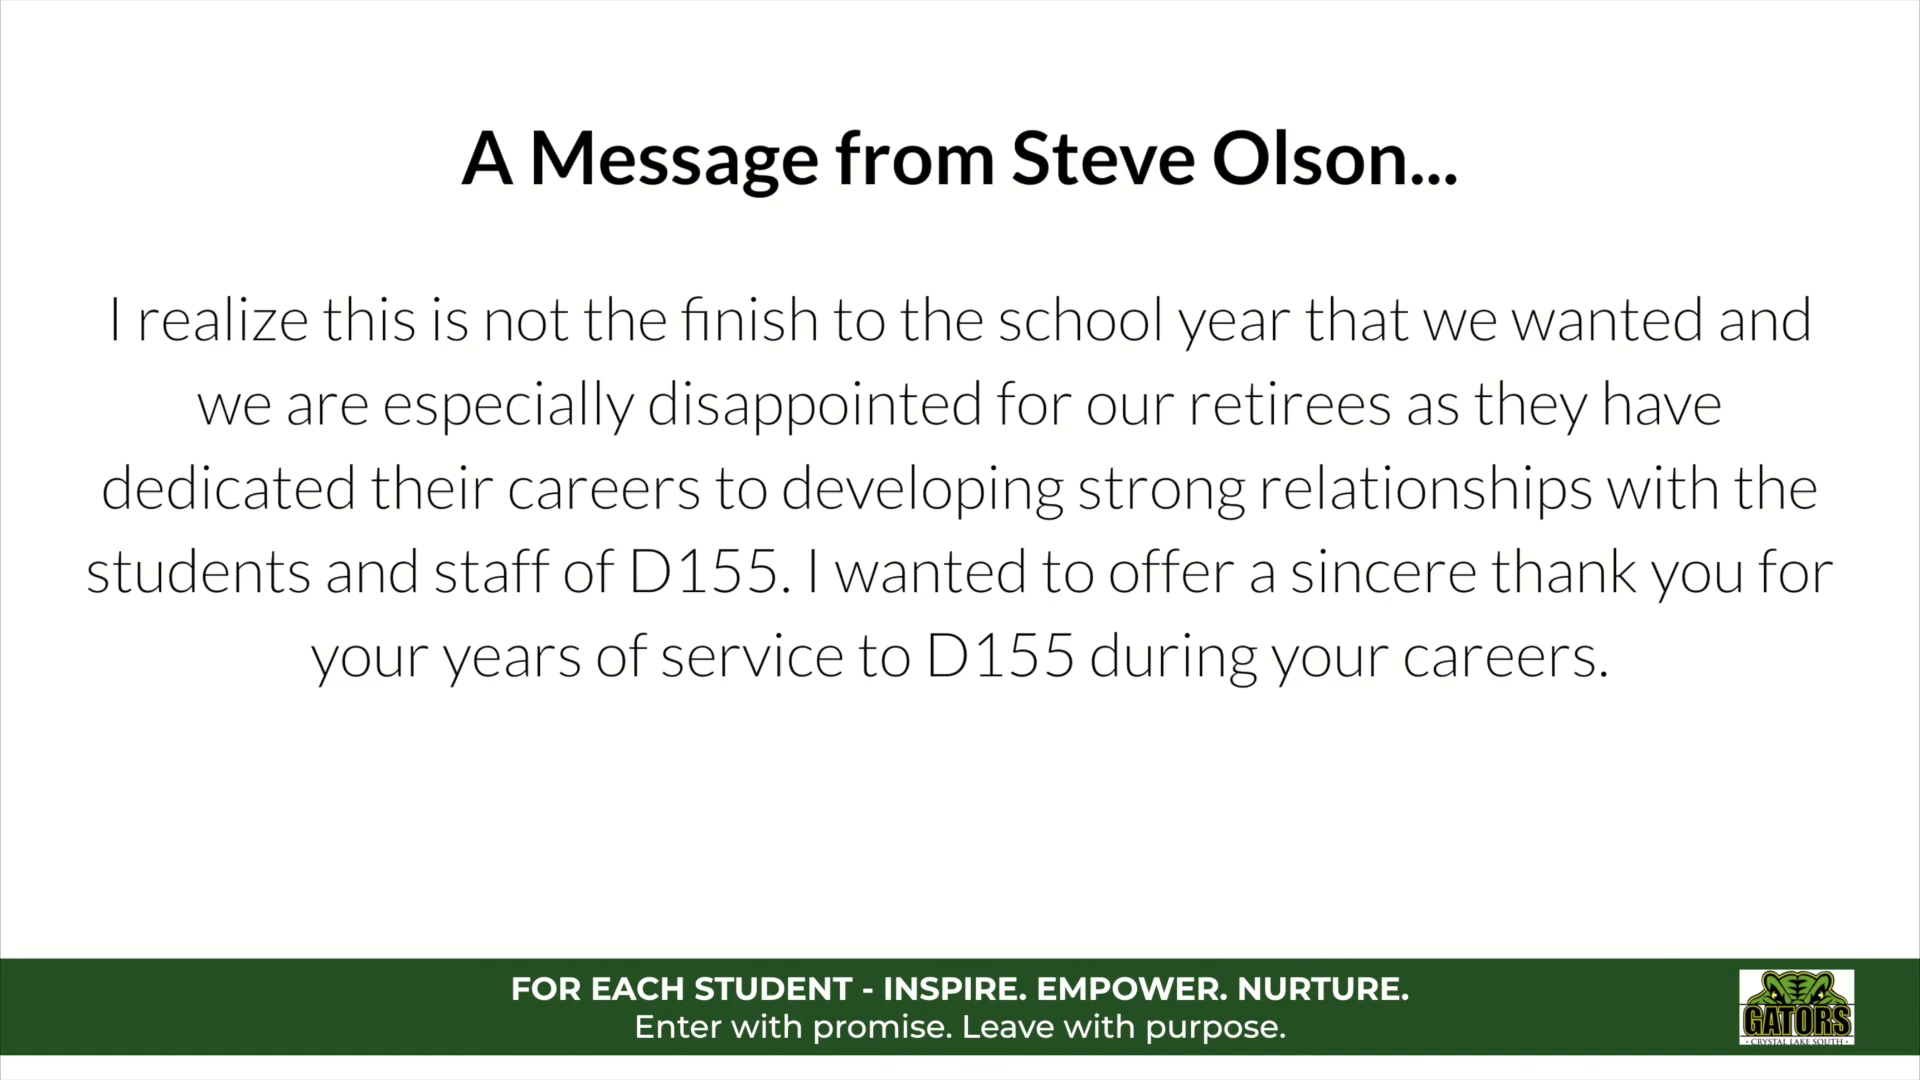 A Message from Steve Olson...
I realize this is not the finish to the school year that we wanted and
we are especially disappointed for our retirees as they have
dedicated their careers to developing strong relationships with the
students and staff of D155. I wanted to offer a sincere thank you for
your years of service to D155 during your careers.
FOR EACH STUDENT - INSPIRE. EMPOWER. NURTURE.
Enter with promise. Leave with purpose.
GATORS
· CRYSTAL LAKE SOUTH ·